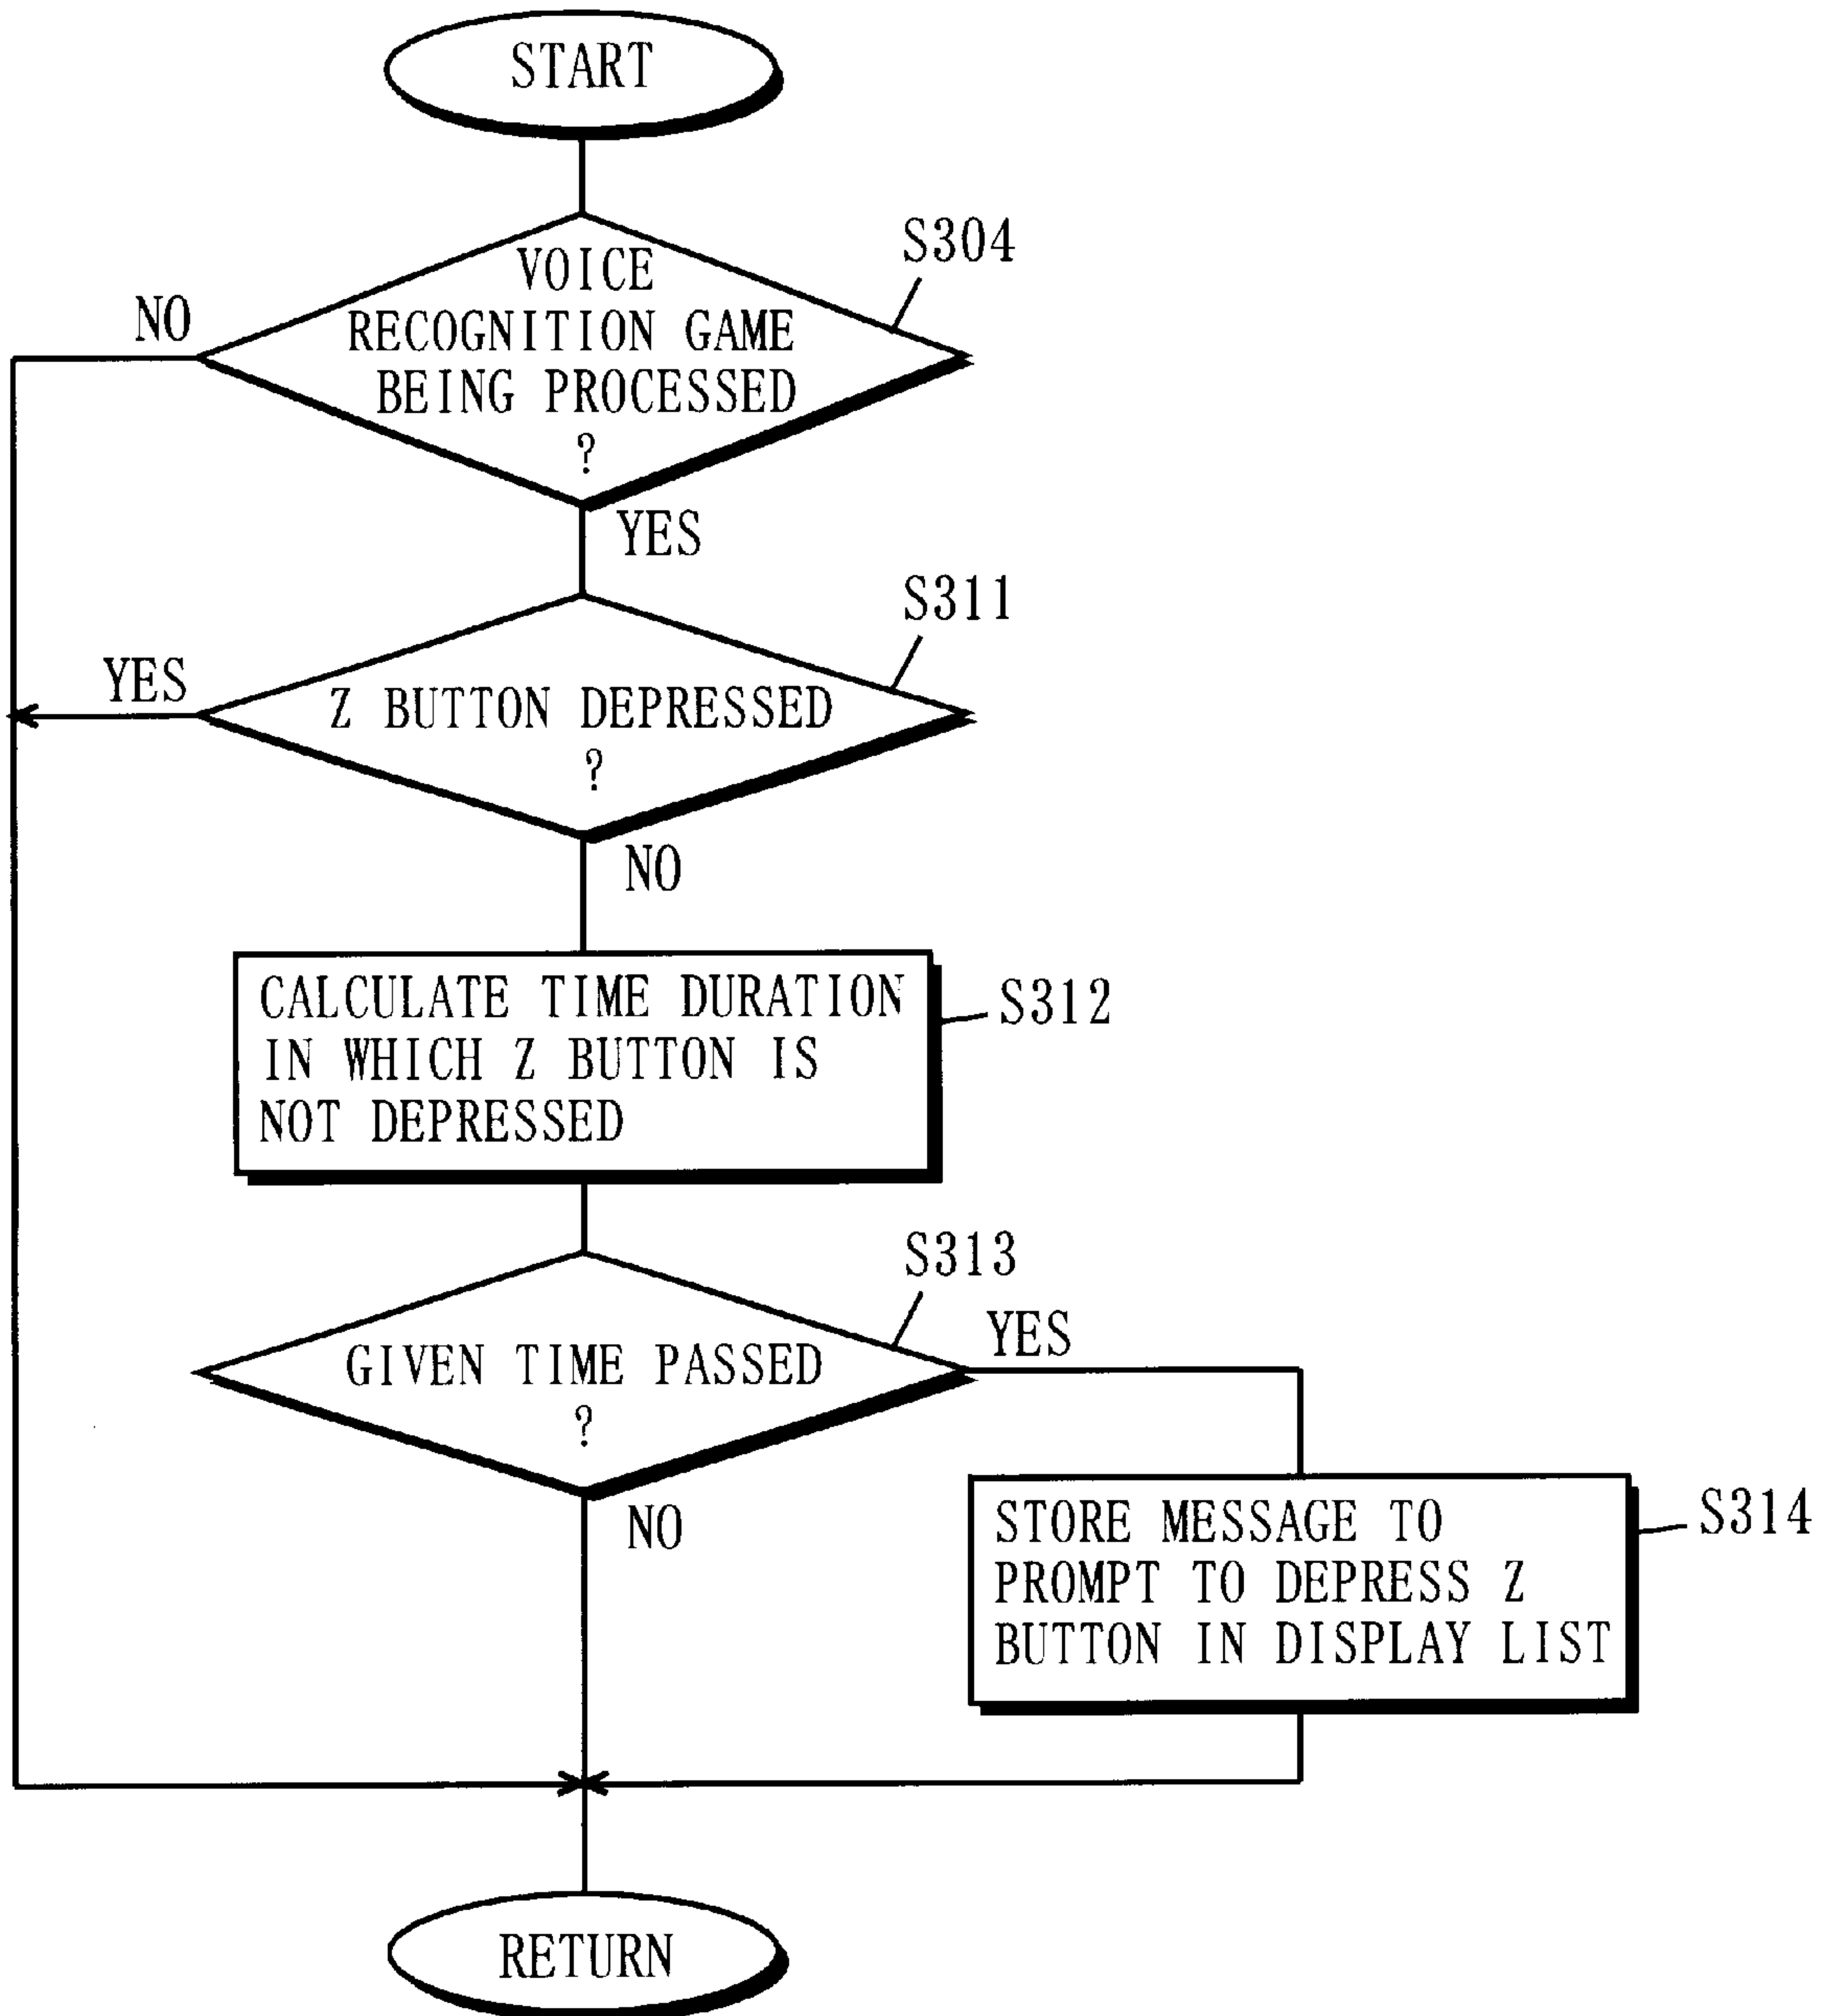 START
S304
VOICE
RECOGNITION GAME
BEING PROCESSED
?
NO
YES
S311
YES
Z BUTTON DEPRESSED
?
NO
CALCULATE TIME DURATION
IN WHICH Z BUTTON IS
NOT DEPRESSED
S312
S313
YES
GIVEN TIME PASSED
?
NO
STORE MESSAGE TO
PROMPT TO DEPRESS Z
BUTTON IN DISPLAY LIST
S314
RETURN